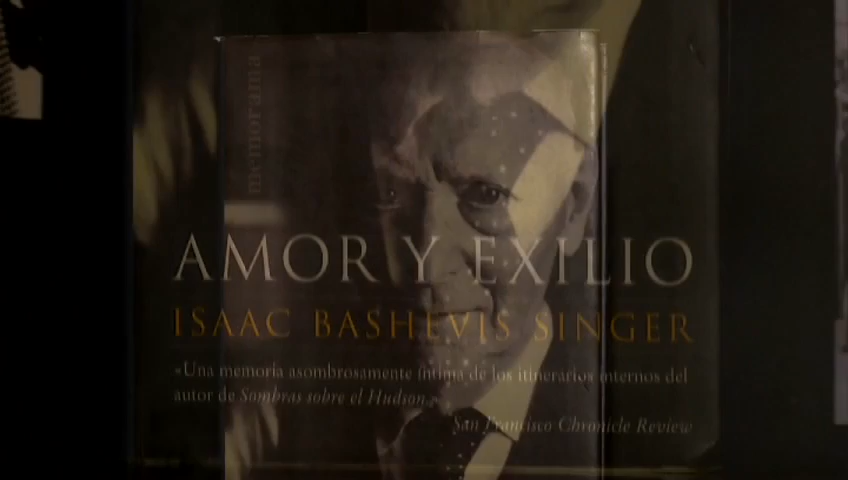 memorama
AMOR Y EXILIO
ISAAC BASHEVIS SINGER
«Una memoria asombrosamente íntima de los itinerarios internos del
autor de Sombras sobre el Hudson.»
San Francisco Chronicle Review